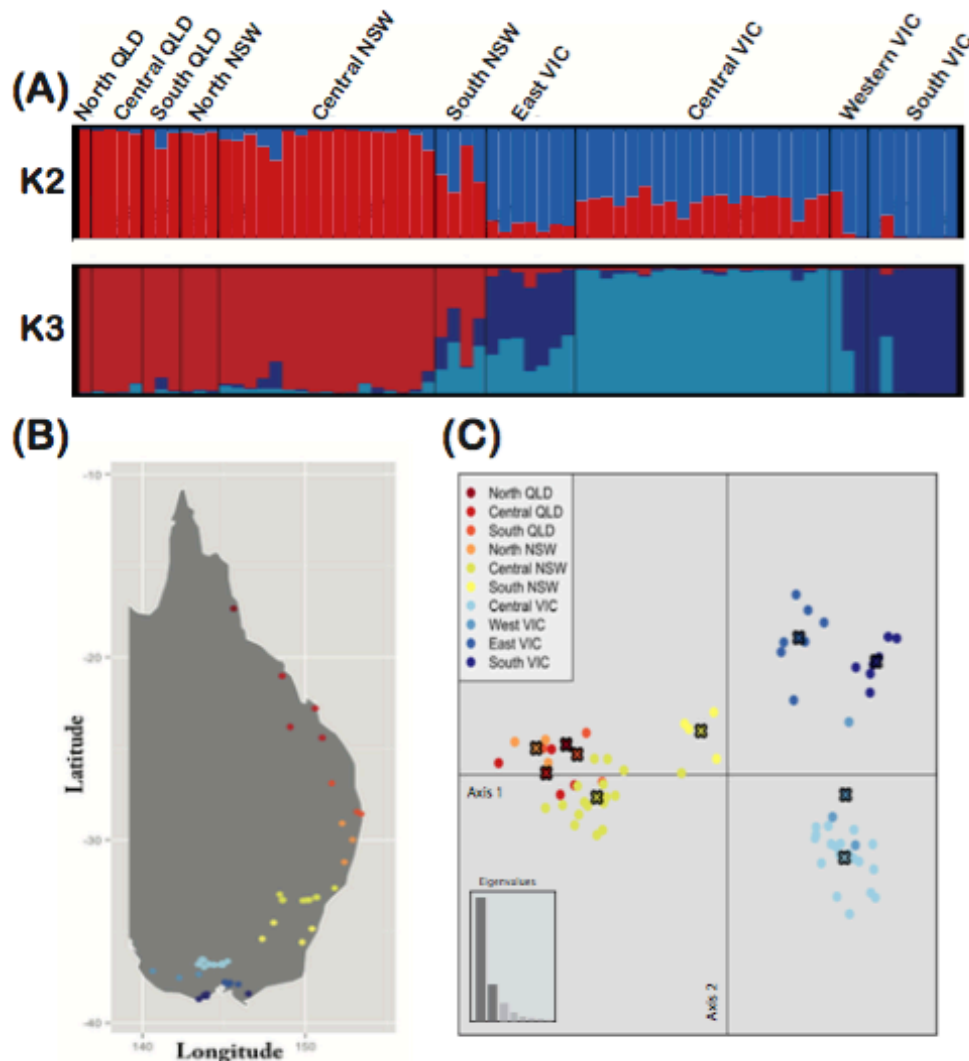 (A)
North QLD
Central QLD
South QLD
North NSW
Central NSW
South NSW
East VIC
Central VIC
Western VIC
South VIC
K2
K3
(B)
-10
-20
-30
-40
Latitude
140
150
Longitude
(C)
North QLD
Central QLD
South QLD
North NSW
Central NSW
South NSW
Central VIC
West VIC
East VIC
South VIC
Axis 1
Eigenvalues
Axis 2